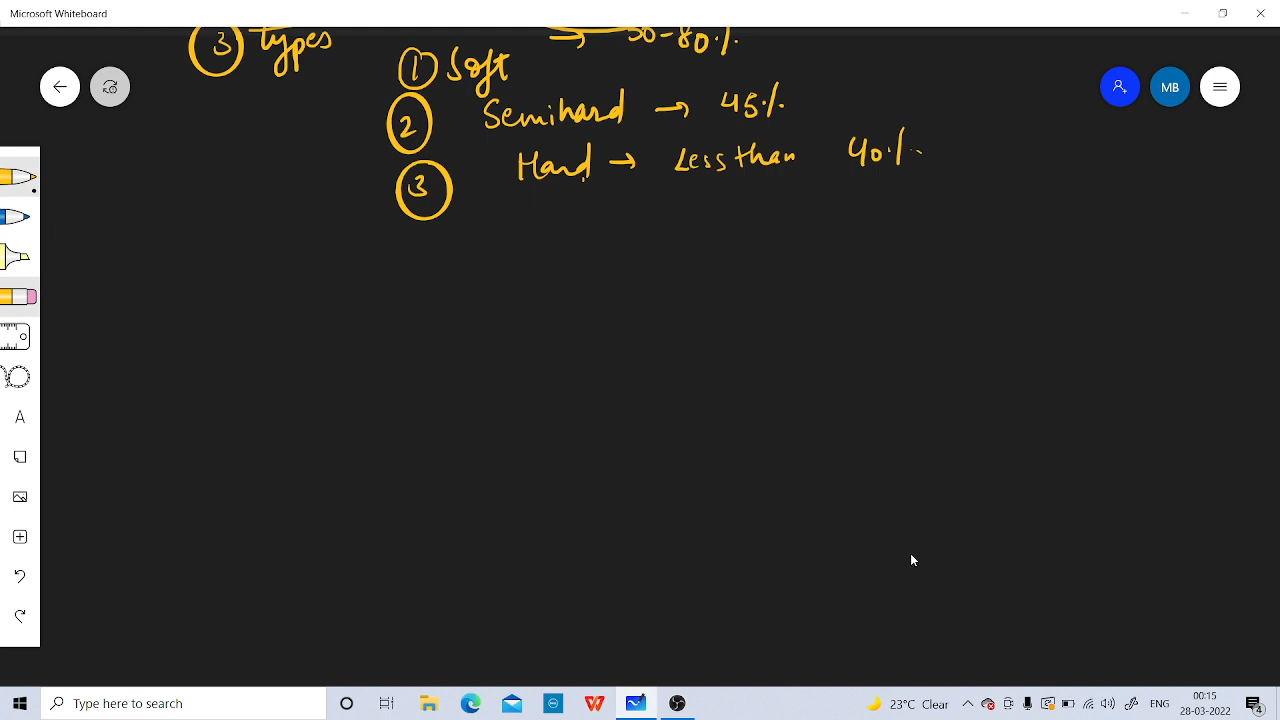 Microsoft Whiteboard
3 types
→ 50-80%.
1 Soft
2 Semihard → 45%
3 Hard → Less than 40%.
MB
A
Type here to search
23°C Clear
ENG
00:15
28-03-2022
4